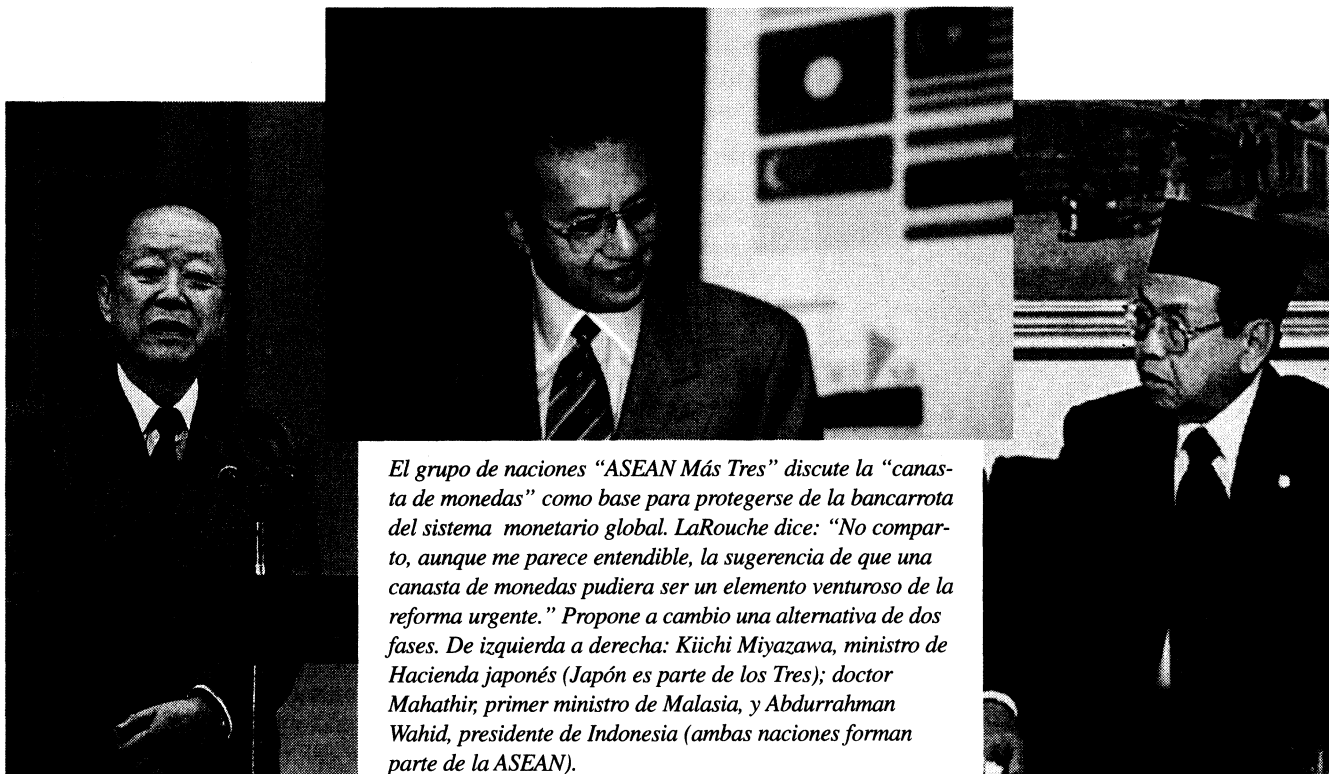 El grupo de naciones “ASEAN Más Tres” discute la “canas-
ta de monedas” como base para protegerse de la bancarrota
del sistema  monetario global. LaRouche dice: “No compar-
to, aunque me parece entendible, la sugerencia de que una
canasta de monedas pudiera ser un elemento venturoso de la
reforma urgente.” Propone a cambio una alternativa de dos
fases. De izquierda a derecha: Kiichi Miyazawa, ministro de
Hacienda japonés (Japón es parte de los Tres); doctor
Mahathir, primer ministro de Malasia, y Abdurrahman
Wahid, presidente de Indonesia (ambas naciones forman
parte de la ASEAN).